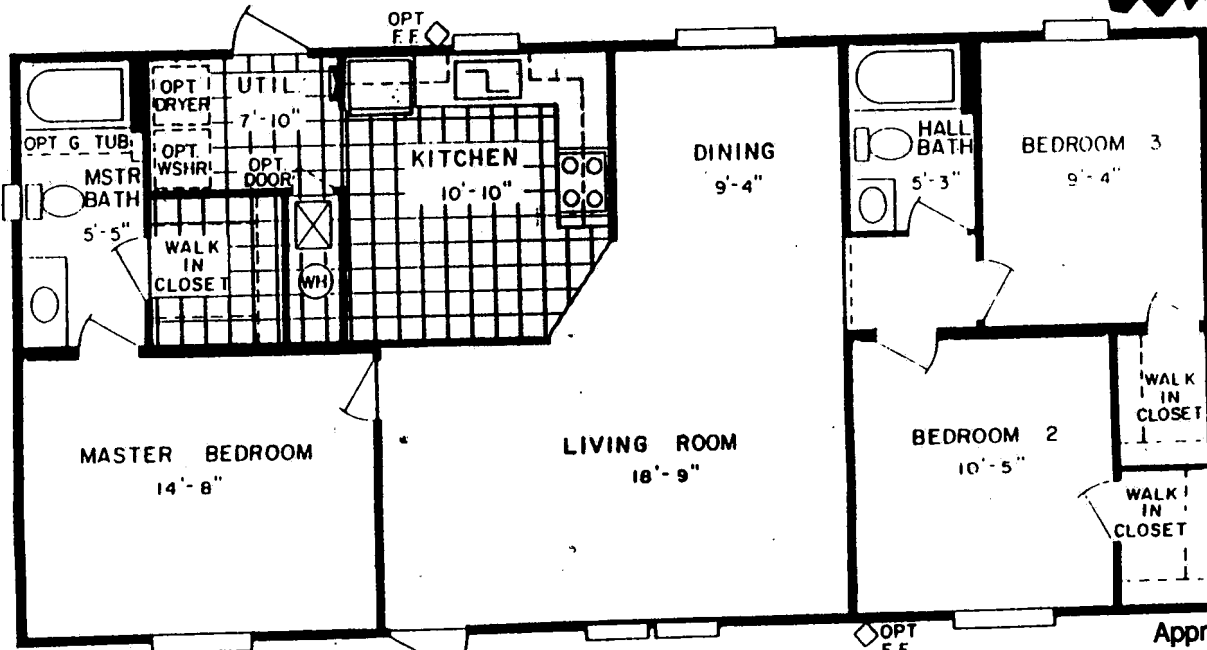 OPT
F.F.
OPT
DRYER
UTIL
7'-10"
OPT G TUB
OPT.
WSHR
OPT
DOOR
MSTR
BATH
5'-5"
WALK
IN
CLOSET
WH
KITCHEN
10'-10"
DINING
9'-4"
HALL
BATH
5'-3"
BEDROOM 3
9'-4"
MASTER BEDROOM
14'-8"
LIVING ROOM
18'-9"
BEDROOM 2
10'-5"
WALK
IN
CLOSET
WALK
IN
CLOSET
OPT
F.F.